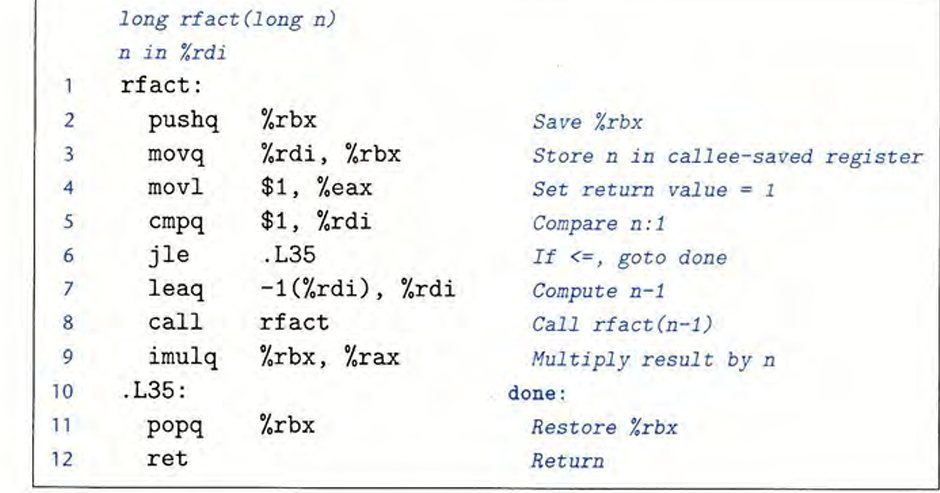 long rfact(long n)
n in %rdi
1 rfact:
2 pushq %rbx Save %rbx
3 movq %rdi, %rbx Store n in callee-saved register
4 movl $1, %eax Set return value = 1
5 cmpq $1, %rdi Compare n:1
6 jle .L35 If <=, goto done
7 leaq -1(%rdi), %rdi Compute n-1
8 call rfact Call rfact(n-1)
9 imulq %rbx, %rax Multiply result by n
10 .L35: done:
11 popq %rbx Restore %rbx
12 ret Return